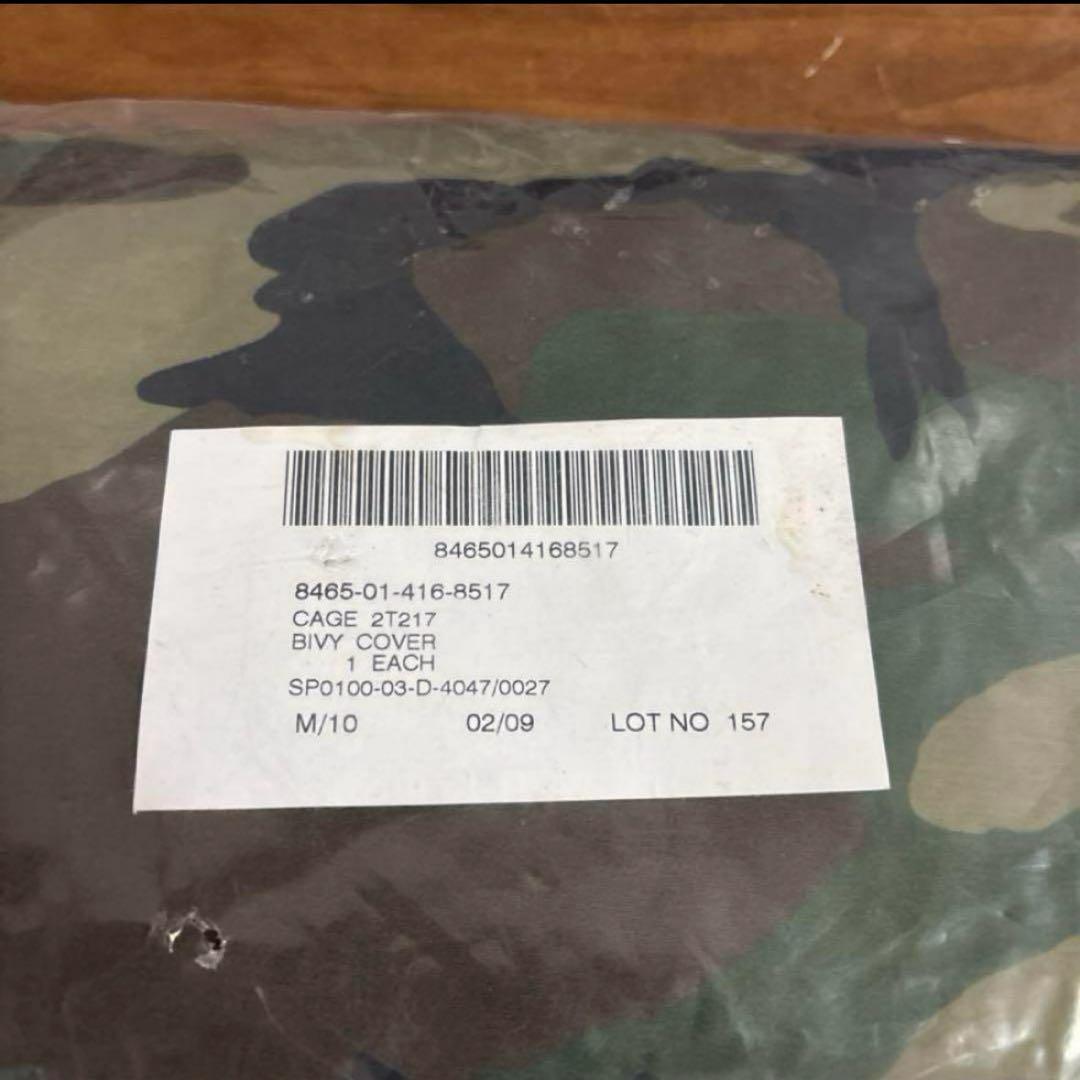 8465014168517
8465-01-416-8517
CAGE 2T217
BIVY COVER
1 EACH
SP0100-03-D-4047/0027
M/10 02/09 LOT NO 157